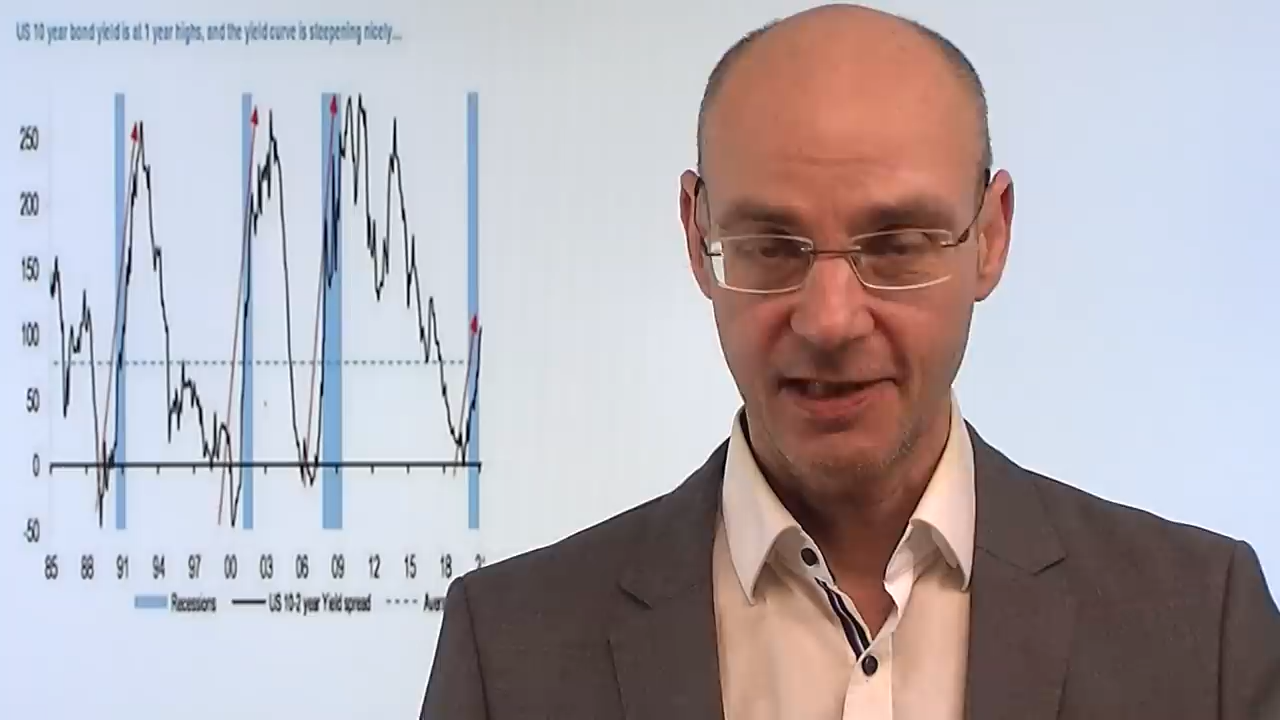 US 10 year bond yield is at 1 year highs, and the yield curve is steepening nicely...
250
200
150
100
50
0
-50
85 88 91 94 97 00 03 06 09 12 15 18
Recessions US 10-2 year Yield spread